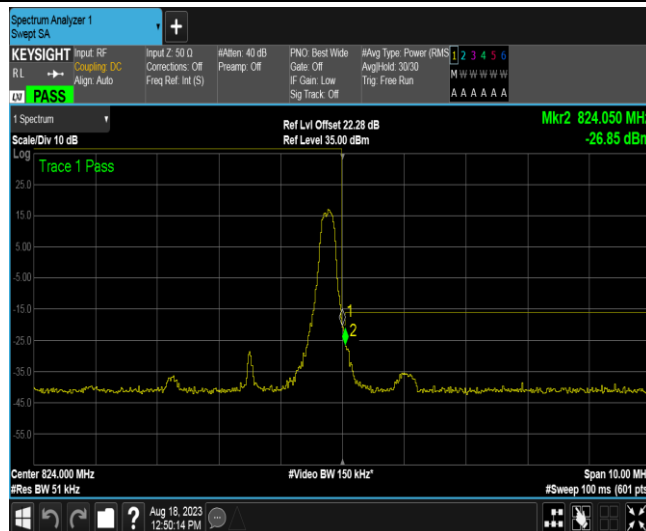 Spectrum Analyzer 1
Swept SA
+
KEYSIGHT
RL
PASS
Input: RF
Coupling: DC
Align: Auto
Input Z: 50 Ω
Corrections: Off
Freq Ref: Int (S)
#Atten: 40 dB
Preamp: Off
PNO: Best Wide
Gate: Off
IF Gain: Low
Sig Track: Off
#Avg Type: Power (RMS
Avg|Hold: 30/30
Trig: Free Run
1 2 3 4 5 6
M W W W W W
A A A A A A
1 Spectrum
Scale/Div 10 dB
Ref Lvl Offset 22.28 dB
Ref Level 35.00 dBm
Mkr2 824.050 MHz
-26.85 dBm
Log
Trace 1 Pass
25.0
15.0
5.00
-5.00
-15.0
1
2
-25.0
-35.0
-45.0
-55.0
Center 824.000 MHz
#Video BW 150 kHz*
Span 10.00 MHz
#Res BW 51 kHz
#Sweep 100 ms (601 pts)
?
Aug 18, 2023
12:50:14 PM